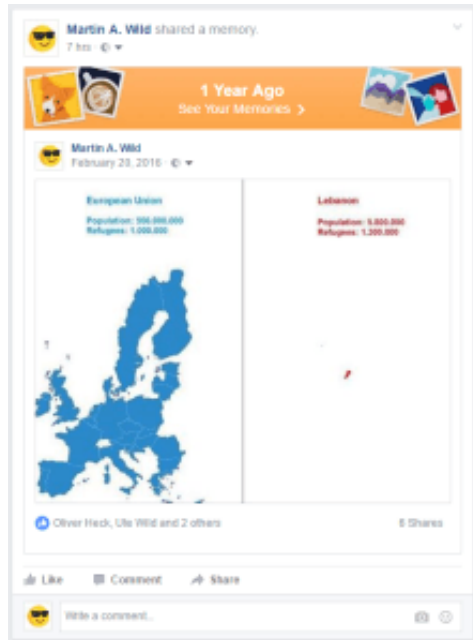 Martin A. Wild shared a memory.
7 hrs ·
1 Year Ago
See Your Memories >
Martin A. Wild
February 20, 2016 ·
European Union
Population: 500.000.000
Refugees: 1.000.000
Lebanon
Population: 5.000.000
Refugees: 1.200.000
Oliver Heck, Ute Wild and 2 others
6 Shares
Like
Comment
Share
Write a comment...